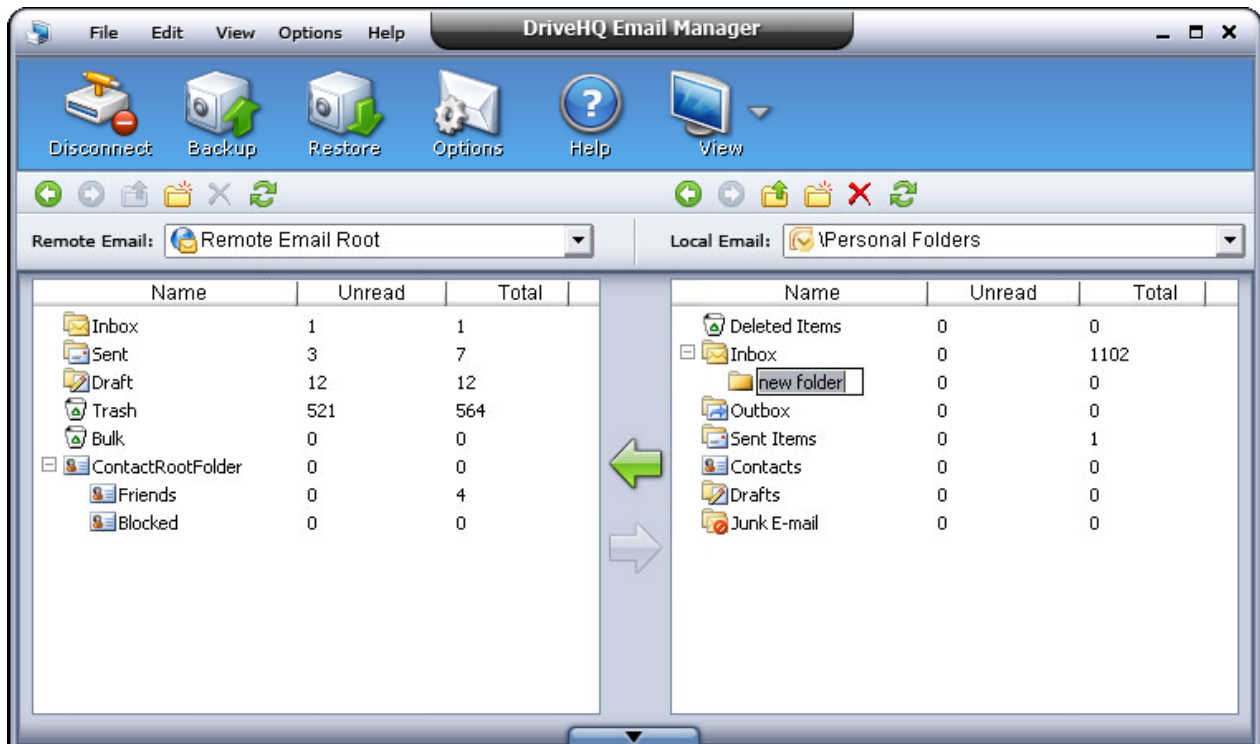 DriveHQ Email Manager
File Edit View Options Help
Disconnect Backup Restore Options Help View
Remote Email: Remote Email Root Local Email: \Personal Folders
Name Unread Total
Inbox 1 1
Sent 3 7
Draft 12 12
Trash 521 564
Bulk 0 0
ContactRootFolder 0 0
Friends 0 4
Blocked 0 0
Name Unread Total
Deleted Items 0 0
Inbox 0 1102
new folder 0 0
Outbox 0 0
Sent Items 0 1
Contacts 0 0
Drafts 0 0
Junk E-mail 0 0